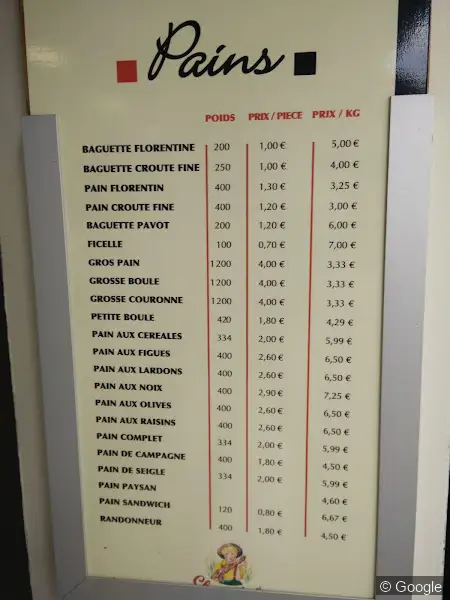 Pains
POIDS PRIX / PIECE PRIX / KG
BAGUETTE FLORENTINE 200 1,00 € 5,00 €
BAGUETTE CROUTE FINE 250 1,00 € 4,00 €
PAIN FLORENTIN 400 1,30 € 3,25 €
PAIN CROUTE FINE 400 1,20 € 3,00 €
BAGUETTE PAVOT 200 1,20 € 6,00 €
FICELLE 100 0,70 € 7,00 €
GROS PAIN 1200 4,00 € 3,33 €
GROSSE BOULE 1200 4,00 € 3,33 €
GROSSE COURONNE 1200 4,00 € 3,33 €
PETITE BOULE 420 1,80 € 4,29 €
PAIN AUX CEREALES 334 2,00 € 5,99 €
PAIN AUX FIGUES 400 2,60 € 6,50 €
PAIN AUX LARDONS 400 2,60 € 6,50 €
PAIN AUX NOIX 400 2,90 € 7,25 €
PAIN AUX OLIVES 400 2,60 € 6,50 €
PAIN AUX RAISINS 400 2,60 € 6,50 €
PAIN COMPLET 334 2,00 € 5,99 €
PAIN DE CAMPAGNE 400 1,80 € 4,50 €
PAIN DE SEIGLE 334 2,00 € 5,99 €
PAIN PAYSAN 4,60 €
PAIN SANDWICH 120 0,80 € 6,67 €
RANDONNEUR 400 1,80 € 4,50 €
© Google